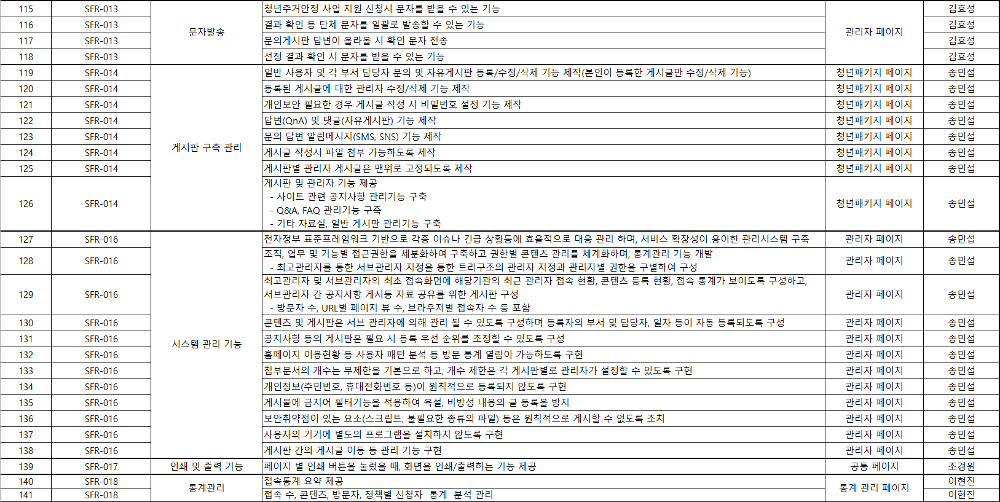 115 SFR-013 문자발송 청년주거안정 사업 지원 신청시 문자를 받을 수 있는 기능 관리자 페이지 김효성
116 SFR-013 결과 확인 등 단체 문자를 일괄로 발송할 수 있는 기능 김효성
117 SFR-013 문의게시판 답변이 올라올 시 확인 문자 전송 김효성
118 SFR-013 선정 결과 확인 시 문자를 받을 수 있는 기능 김효성
119 SFR-014 게시판 구축 관리 일반 사용자 및 각 부서 담당자 문의 및 자유게시판 등록/수정/삭제 기능 제작(본인이 등록한 게시글만 수정/삭제 기능) 청년패키지 페이지 송민섭
120 SFR-014 등록된 게시글에 대한 관리자 수정/삭제 기능 제작 청년패키지 페이지 송민섭
121 SFR-014 개인보안 필요한 경우 게시글 작성 시 비밀번호 설정 기능 제작 청년패키지 페이지 송민섭
122 SFR-014 답변(QnA) 및 댓글(자유게시판) 기능 제작 청년패키지 페이지 송민섭
123 SFR-014 문의 답변 알림메시지(SMS, SNS) 기능 제작 청년패키지 페이지 송민섭
124 SFR-014 게시글 작성시 파일 첨부 가능하도록 제작 청년패키지 페이지 송민섭
125 SFR-014 게시판별 관리자 게시글은 맨위로 고정되도록 제작 청년패키지 페이지 송민섭
126 SFR-014 게시판 및 관리자 기능 제공
- 사이트 관련 공지사항 관리기능 구축
- Q&A, FAQ 관리기능 구축
- 기타 자료실, 일반 게시판 관리기능 구축 청년패키지 페이지 송민섭
127 SFR-016 시스템 관리 기능 전자정부 표준프레임워크 기반으로 각종 이슈나 긴급 상황등에 효율적으로 대응 관리 하며, 서비스 확장성이 용이한 관리시스템 구축 관리자 페이지 송민섭
128 SFR-016 조직, 업무 및 기능별 접근권한을 세분화하여 구축하고 권한별 콘텐츠 관리를 체계화하며, 통계관리 기능 개발
- 최고관리자를 통한 서브관리자 지정을 통한 트리구조의 관리자 지정과 관리자별 권한을 구별하여 구성 관리자 페이지 송민섭
129 SFR-016 최고관리자 및 서브관리자의 최초 접속화면에 해당기관의 최근 관리자 접속 현황, 콘텐츠 등록 현황, 접속 통계가 보이도록 구성하고,
서브관리자 간 공지사항 게시등 자료 공유를 위한 게시판 구성
- 방문자 수, URL별 페이지 뷰 수, 브라우저별 접속자 수 등 포함 관리자 페이지 송민섭
130 SFR-016 콘텐츠 및 게시판은 서브 관리자에 의해 관리 될 수 있도록 구성하며 등록자의 부서 및 담당자, 일자 등이 자동 등록되도록 구성 관리자 페이지 송민섭
131 SFR-016 공지사항 등의 게시판은 필요 시 등록 우선 순위를 조정할 수 있도록 구성 관리자 페이지 송민섭
132 SFR-016 홈페이지 이용현황 등 사용자 패턴 분석 등 방문 통계 열람이 가능하도록 구현 관리자 페이지 송민섭
133 SFR-016 첨부문서의 개수는 무제한을 기본으로 하고, 개수 제한은 각 게시판별로 관리자가 설정할 수 있도록 구현 관리자 페이지 송민섭
134 SFR-016 개인정보(주민번호, 휴대전화번호 등)이 원칙적으로 등록되지 않도록 구현 관리자 페이지 송민섭
135 SFR-016 게시물에 금지어 필터기능을 적용하여 욕설, 비방성 내용의 글 등록을 방지 관리자 페이지 송민섭
136 SFR-016 보안취약점이 있는 요소(스크립트, 불필요한 종류의 파일) 등은 원칙적으로 게시할 수 없도록 조치 관리자 페이지 송민섭
137 SFR-016 사용자의 기기에 별도의 프로그램을 설치하지 않도록 구현 관리자 페이지 송민섭
138 SFR-016 게시판 간의 게시글 이동 등 관리 기능 구현 관리자 페이지 송민섭
139 SFR-017 인쇄 및 출력 기능 페이지 별 인쇄 버튼을 눌렀을 때, 화면을 인쇄/출력하는 기능 제공 공통 페이지 조경원
140 SFR-018 통계관리 접속통계 요약 제공 통계 관리 페이지 이현진
141 SFR-018 접속 수, 콘텐츠, 방문자, 정책별 신청자 통계 분석 관리 이현진